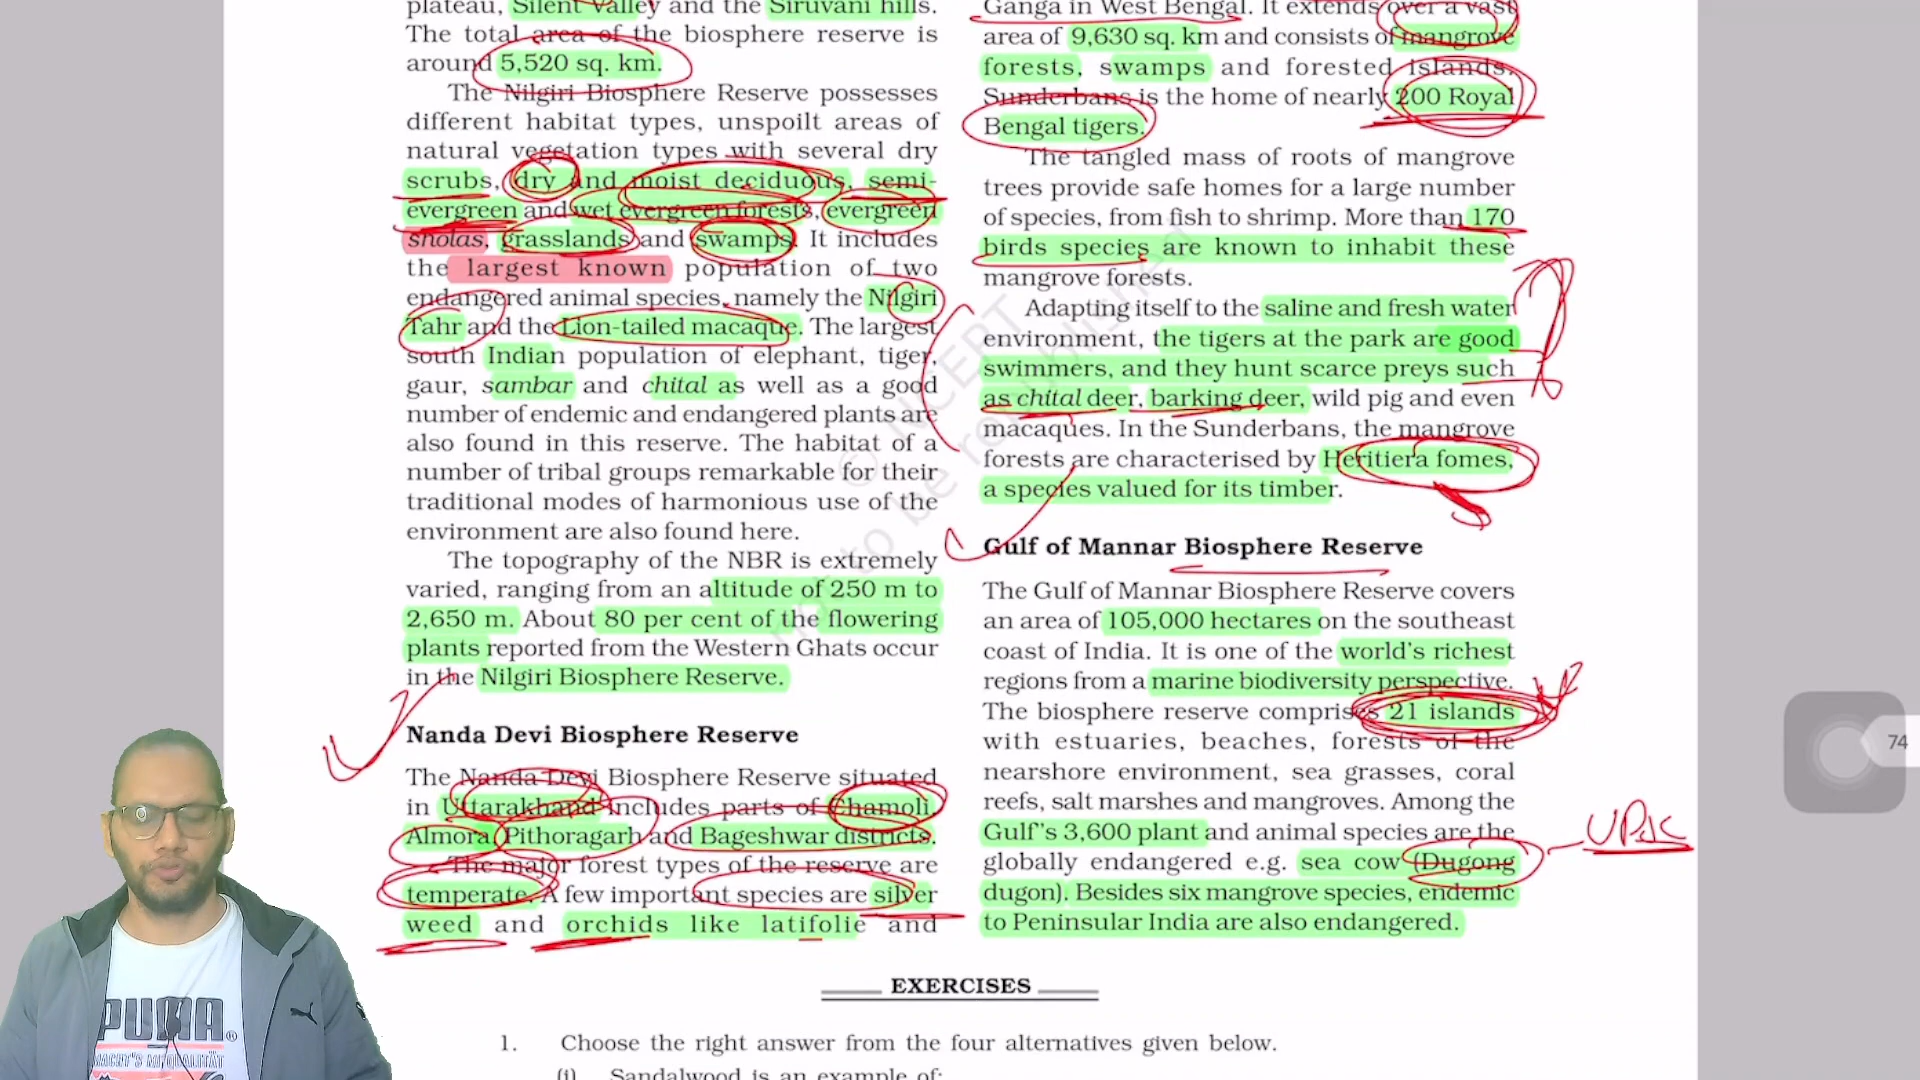 plateau, Silent Valley and the Siruvani hills.
The total area of the biosphere reserve is
around 5,520 sq. km.
The Nilgiri Biosphere Reserve possesses
different habitat types, unspoilt areas of
natural vegetation types with several dry
scrubs, dry and moist deciduous, semi-
evergreen and wet evergreen forests, evergreen
sholas, grasslands and swamps. It includes
the largest known population of two
endangered animal species, namely the Nilgiri
Tahr and the Lion-tailed macaque. The largest
south Indian population of elephant, tiger,
gaur, sambar and chital as well as a good
number of endemic and endangered plants are
also found in this reserve. The habitat of a
number of tribal groups remarkable for their
traditional modes of harmonious use of the
environment are also found here.
The topography of the NBR is extremely
varied, ranging from an altitude of 250 m to
2,650 m. About 80 per cent of the flowering
plants reported from the Western Ghats occur
in the Nilgiri Biosphere Reserve.
Nanda Devi Biosphere Reserve
The Nanda Devi Biosphere Reserve situated
in Uttarakhand includes parts of Chamoli,
Almora, Pithoragarh and Bageshwar districts.
The major forest types of the reserve are
temperate. A few important species are silver
weed and orchids like latifolie and
Ganga in West Bengal. It extends over a vast
area of 9,630 sq. km and consists of mangrove
forests, swamps and forested islands.
Sunderbans is the home of nearly 200 Royal
Bengal tigers.
The tangled mass of roots of mangrove
trees provide safe homes for a large number
of species, from fish to shrimp. More than 170
birds species are known to inhabit these
mangrove forests.
Adapting itself to the saline and fresh water
environment, the tigers at the park are good
swimmers, and they hunt scarce preys such
as chital deer, barking deer, wild pig and even
macaques. In the Sunderbans, the mangrove
forests are characterised by Heritiera fomes,
a species valued for its timber.
Gulf of Mannar Biosphere Reserve
The Gulf of Mannar Biosphere Reserve covers
an area of 105,000 hectares on the southeast
coast of India. It is one of the world's richest
regions from a marine biodiversity perspective.
The biosphere reserve comprises 21 islands
with estuaries, beaches, forests of the
nearshore environment, sea grasses, coral
reefs, salt marshes and mangroves. Among the
Gulf's 3,600 plant and animal species are the
globally endangered e.g. sea cow (Dugong
dugon). Besides six mangrove species, endemic
to Peninsular India are also endangered.
UPSC
74
EXERCISES
1. Choose the right answer from the four alternatives given below.
(i) Sandalwood is an example of:
© NCERT
not to be republished
PUMA